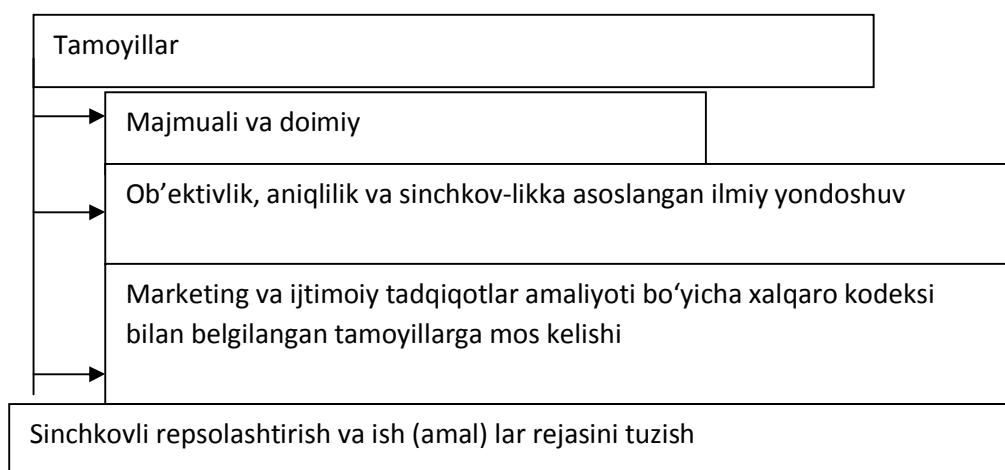 Tamoyillar
Majmuali va doimiy
Ob’ektivlik, aniqlilik va sinchkov-likka asoslangan ilmiy yondoshuv
Marketing va ijtimoiy tadqiqotlar amaliyoti bo‘yicha xalqaro kodeksi
bilan belgilangan tamoyillarga mos kelishi
Sinchkovli repsolashtirish va ish (amal) lar rejasini tuzish